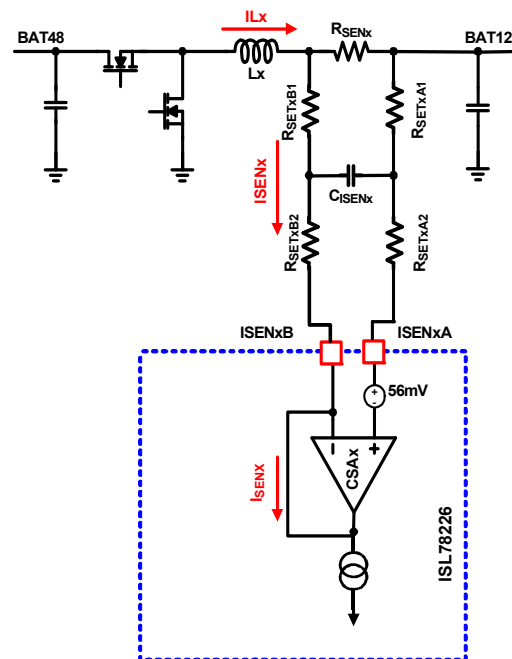 ILx
BAT48
Lx
RSENx
BAT12
RSETxB1
RSETxA1
ISENx
CISENx
RSETxB2
RSETxA2
ISENxB
ISENxA
+
-
56mV
−
+
CSAx
ISENX
ISL78226